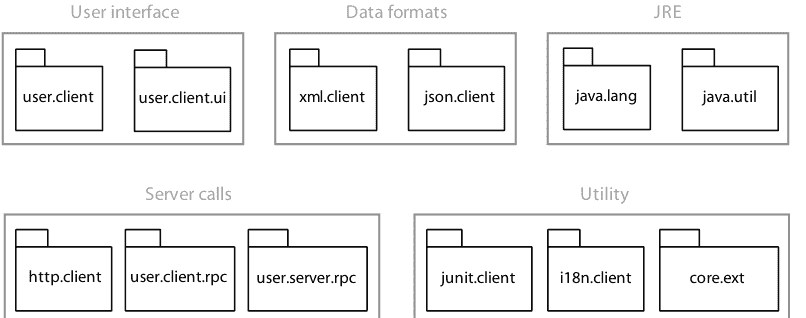 User interface
Data formats
JRE
user.client
user.client.ui
xml.client
json.client
java.lang
java.util
Server calls
Utility
http.client
user.client.rpc
user.server.rpc
junit.client
i18n.client
core.ext